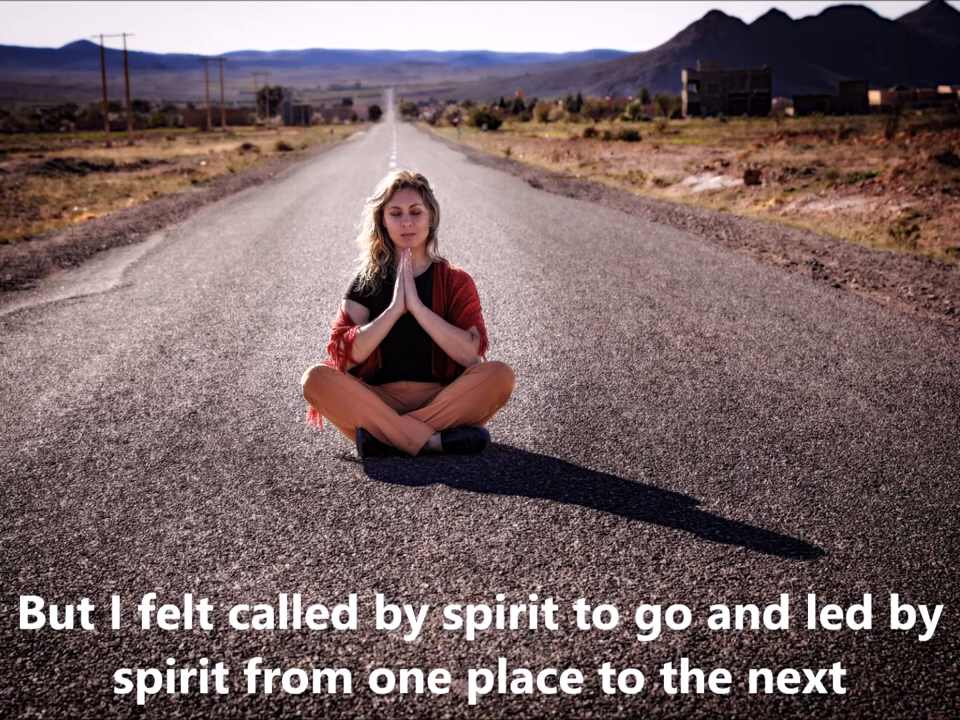 But I felt called by spirit to go and led by
spirit from one place to the next